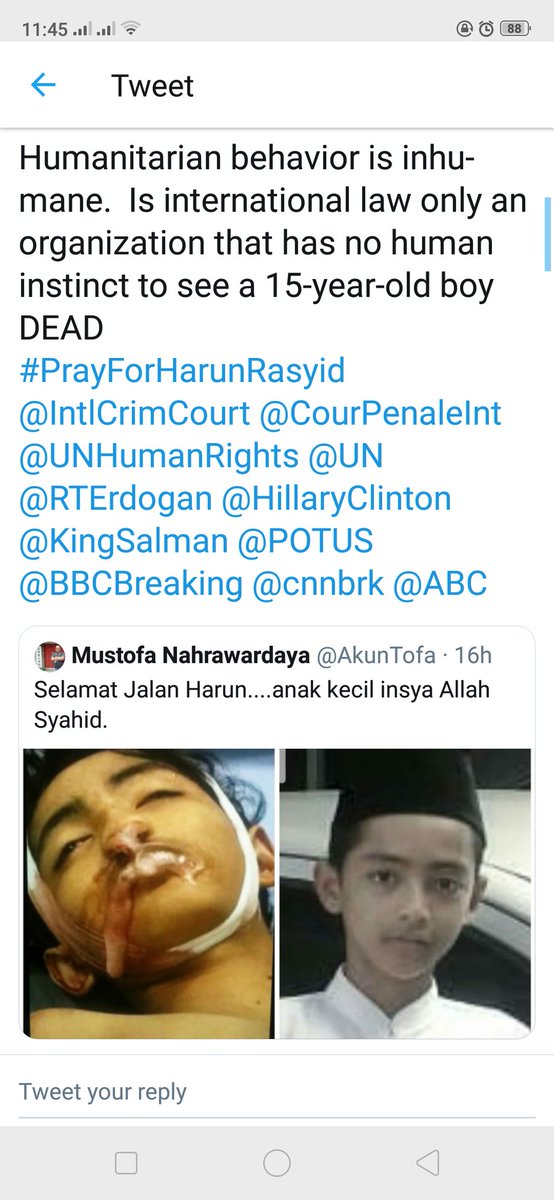 11:45
88
Tweet
Humanitarian behavior is inhu-
mane.  Is international law only an
organization that has no human
instinct to see a 15-year-old boy
DEAD
#PrayForHarunRasyid
@IntlCrimCourt @CourPenaleInt
@UNHumanRights @UN
@RTErdogan @HillaryClinton
@KingSalman @POTUS
@BBCBreaking @cnnbrk @ABC
Mustofa Nahrawardaya @AkunTofa · 16h
Selamat Jalan Harun....anak kecil insya Allah
Syahid.
Tweet your reply